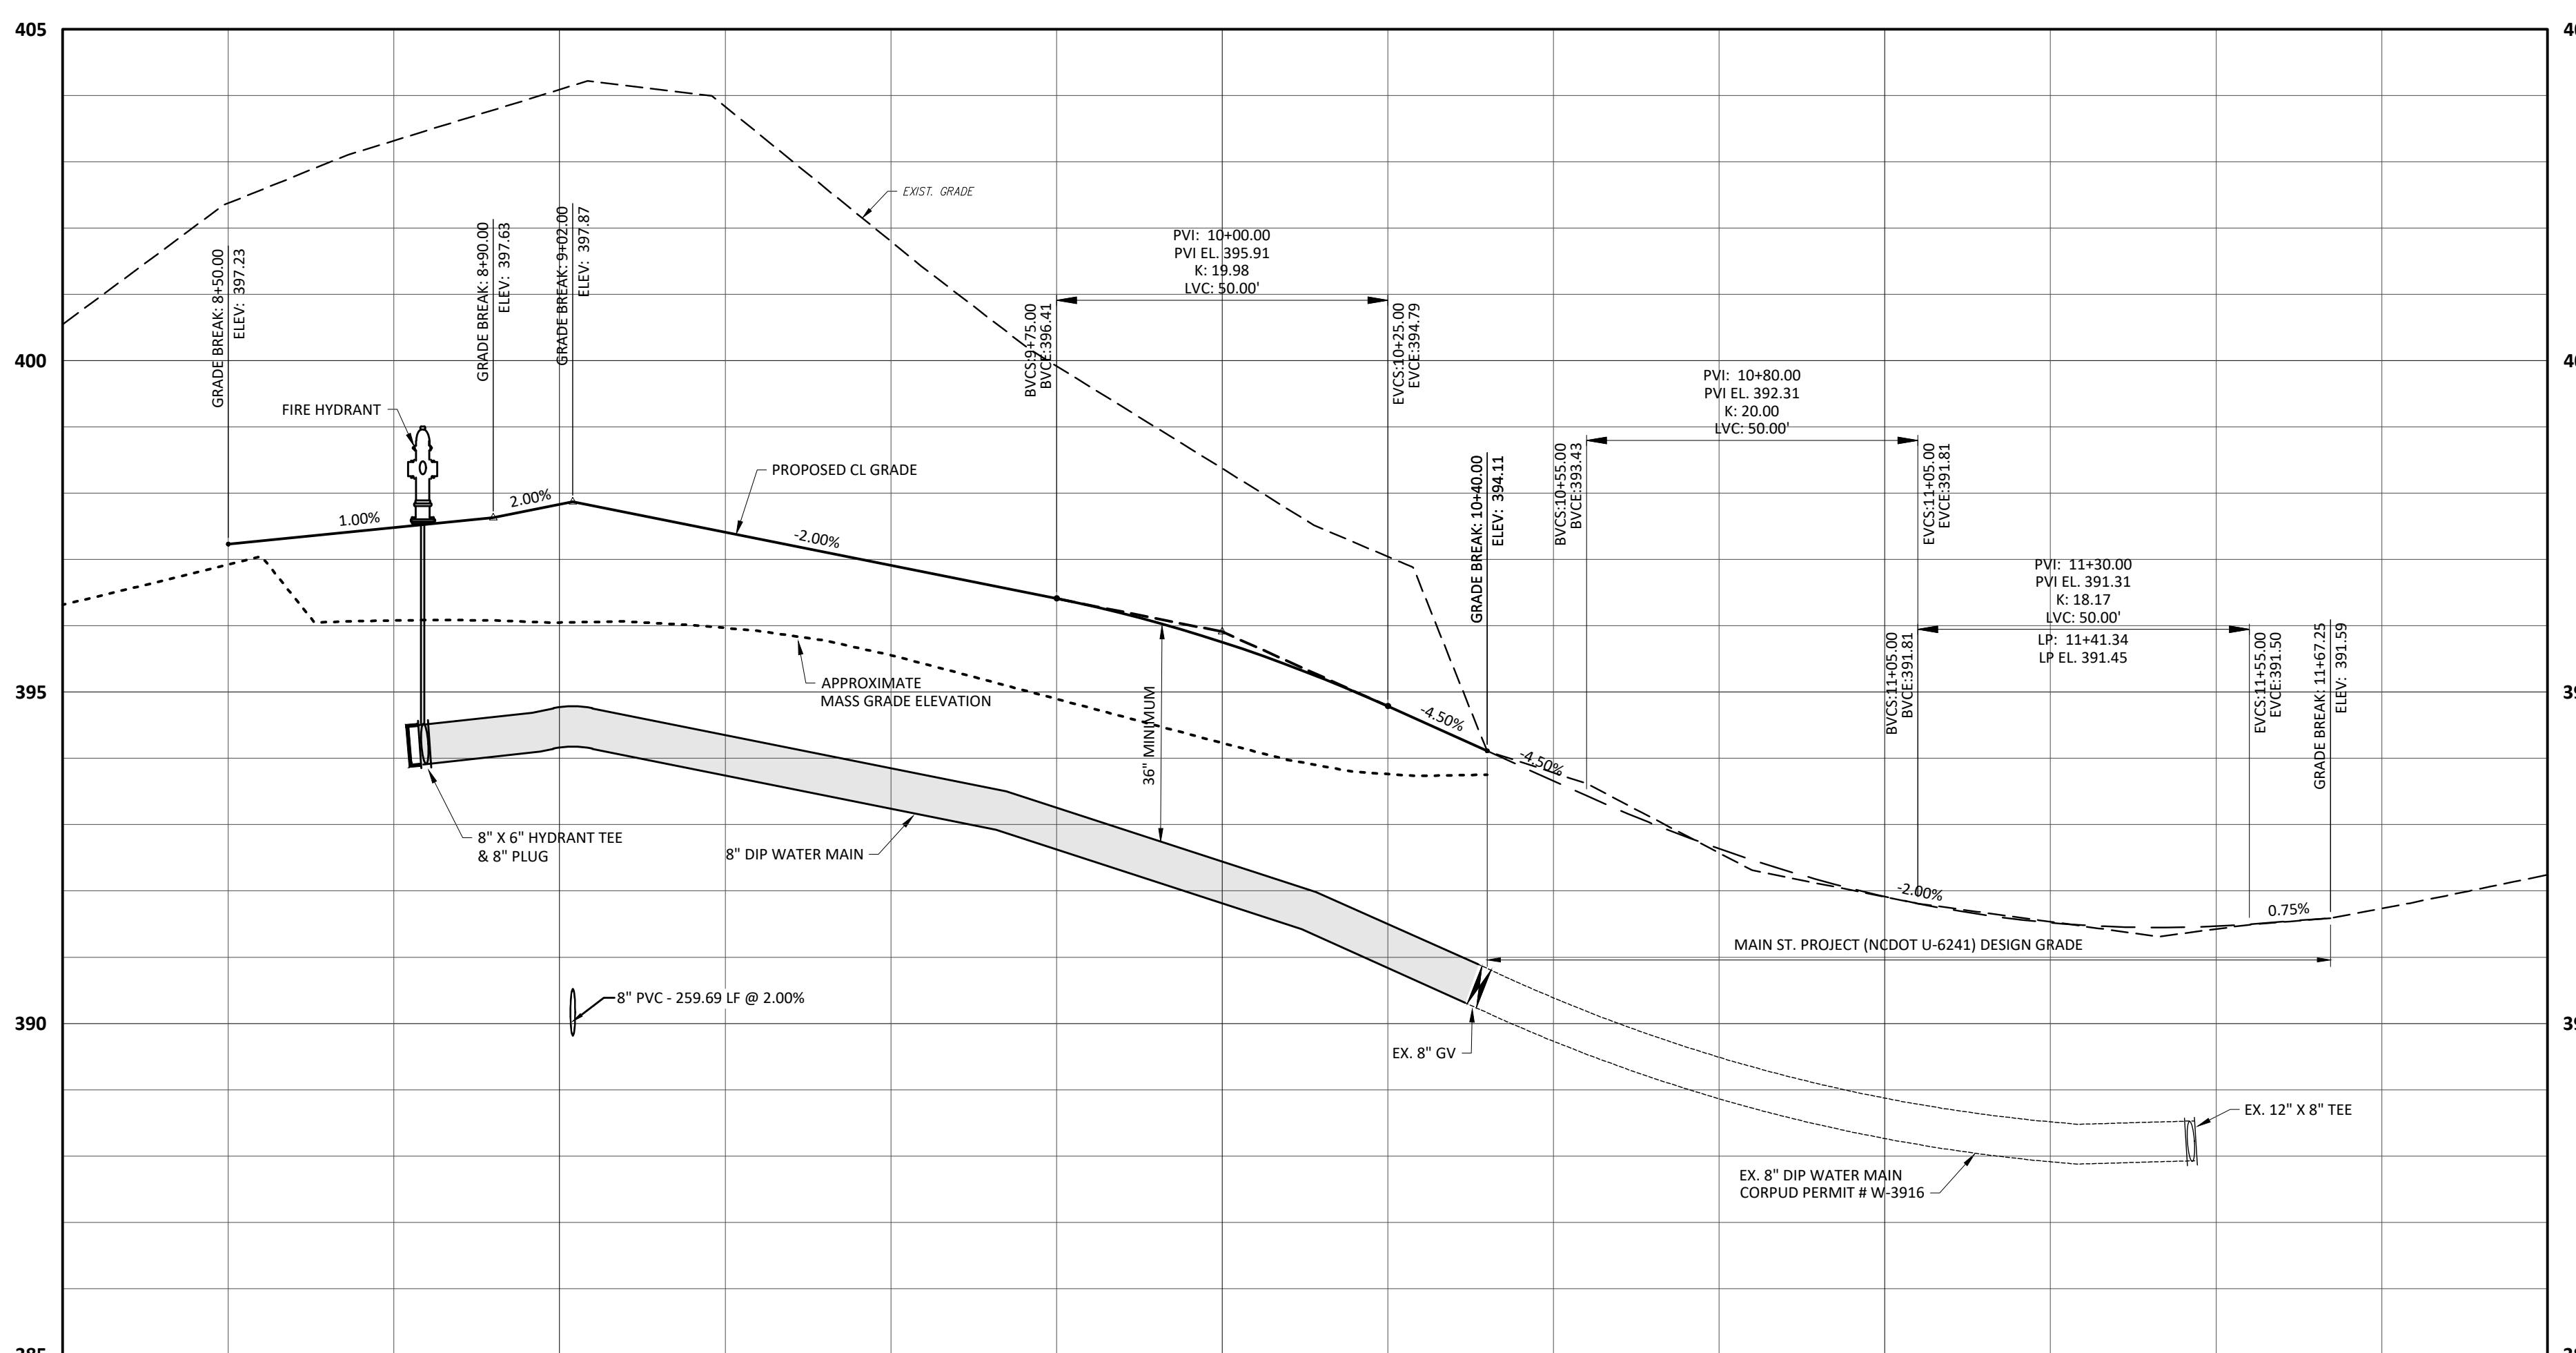 405
EXIST. GRADE
GRADE BREAK: 8+50.00
ELEV: 397.23
GRADE BREAK: 8+90.00
ELEV: 397.63
GRADE BREAK: 9+02.00
ELEV: 397.87
PVI: 10+00.00
PVI EL. 395.91
K: 19.98
LVC: 50.00'
BVCS:9+75.00
BVCE:396.41
EVCS:10+25.00
EVCE:394.79
400
FIRE HYDRANT
PROPOSED CL GRADE
1.00%
2.00%
-2.00%
GRADE BREAK: 10+40.00
ELEV: 394.11
PVI: 10+80.00
PVI EL. 392.31
K: 20.00
LVC: 50.00'
BVCS:10+55.00
BVCE:393.43
EVCS:11+05.00
EVCE:391.81
PVI: 11+30.00
PVI EL. 391.31
K: 18.17
LVC: 50.00'
LP: 11+41.34
LP EL. 391.45
BVCS:11+05.00
BVCE:391.81
EVCS:11+55.00
EVCE:391.50
GRADE BREAK: 11+67.25
ELEV: 391.59
395
APPROXIMATE
MASS GRADE ELEVATION
36" MINIMUM
-4.50%
-4.50%
8" X 6" HYDRANT TEE
& 8" PLUG
8" DIP WATER MAIN
-2.00%
0.75%
MAIN ST. PROJECT (NCDOT U-6241) DESIGN GRADE
8" PVC - 259.69 LF @ 2.00%
390
EX. 8" GV
EX. 12" X 8" TEE
EX. 8" DIP WATER MAIN
CORPUD PERMIT # W-3916